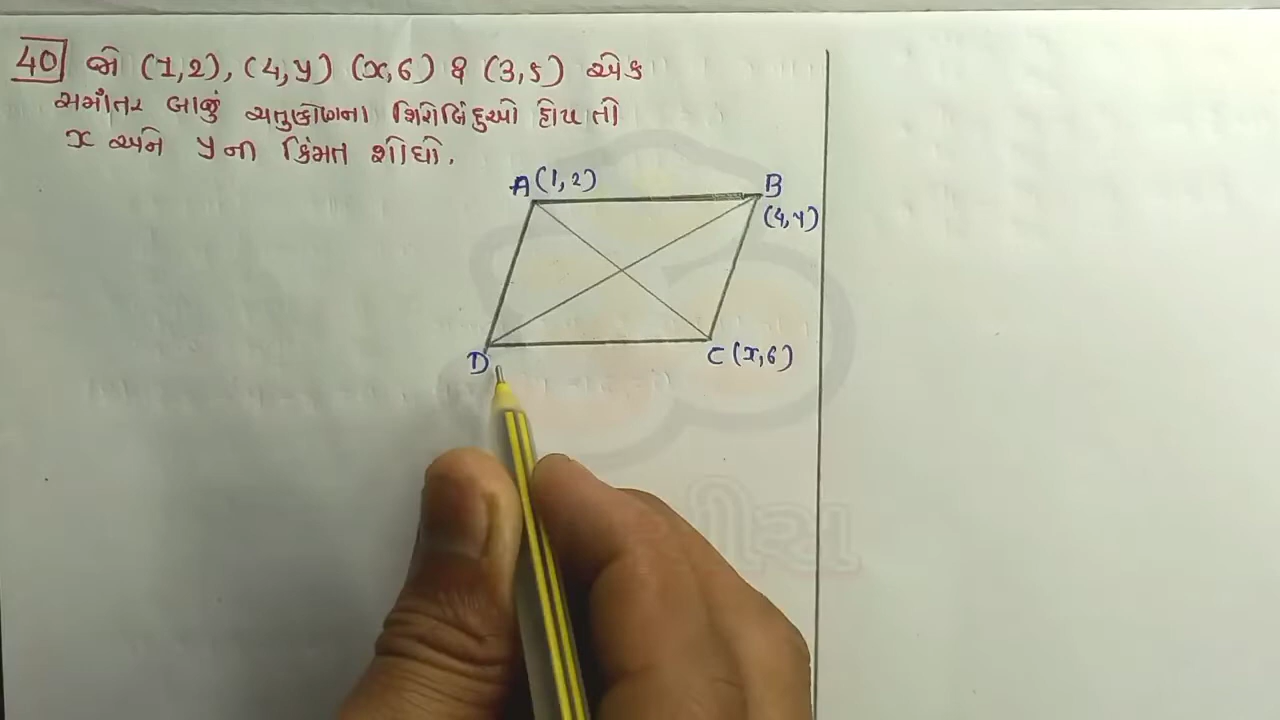 40 જો (1,2), (4,y) (x,6) & (3,5) એક
સમાંતર બાજું ચતુષ્કોણના શિરોબિંદુઓ હોય તો
x અને y ની કિંમત શોધો.
A (1,2)
B
(4,y)
D
C (x,6)